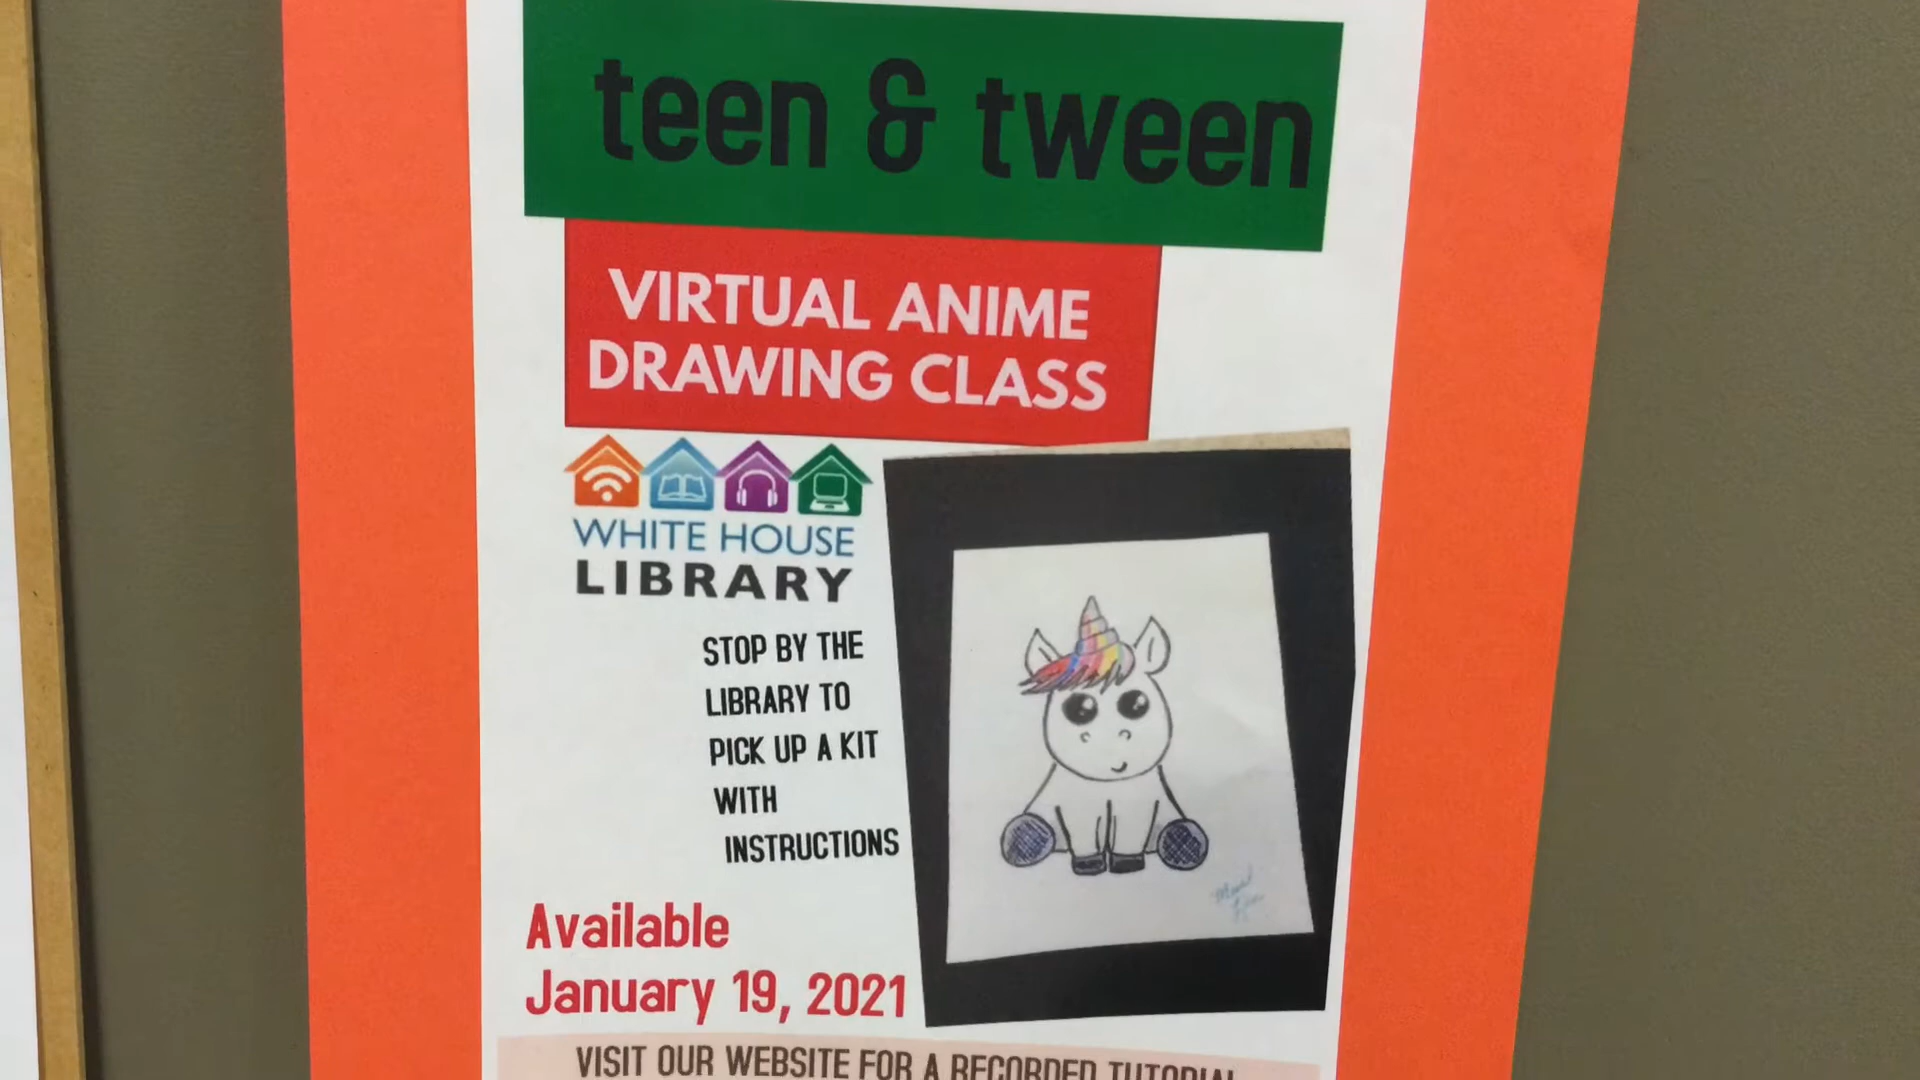 teen & tween
VIRTUAL ANIME
DRAWING CLASS
WHITE HOUSE
LIBRARY
STOP BY THE
LIBRARY TO
PICK UP A KIT
WITH
INSTRUCTIONS
Available
January 19, 2021
VISIT OUR WEBSITE FOR A RECORDED TUTORIAL